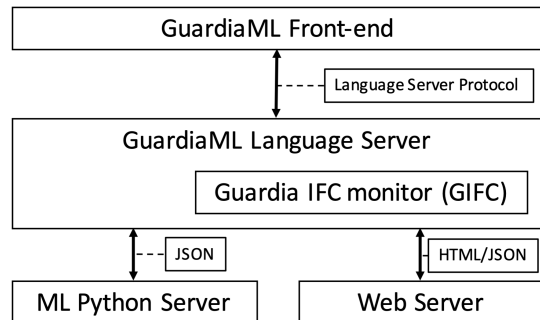 GuardiaML Front-end
Language Server Protocol
GuardiaML Language Server
Guardia IFC monitor (GIFC)
JSON
HTML/JSON
ML Python Server
Web Server